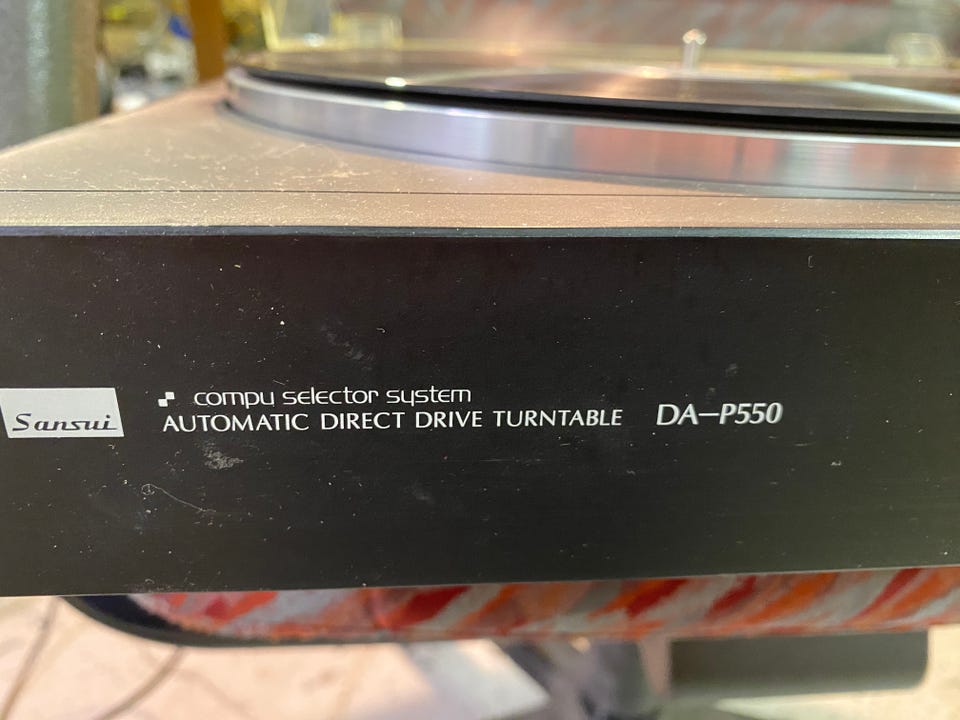 Sansui
compu selector system
AUTOMATIC DIRECT DRIVE TURNTABLE DA-P550